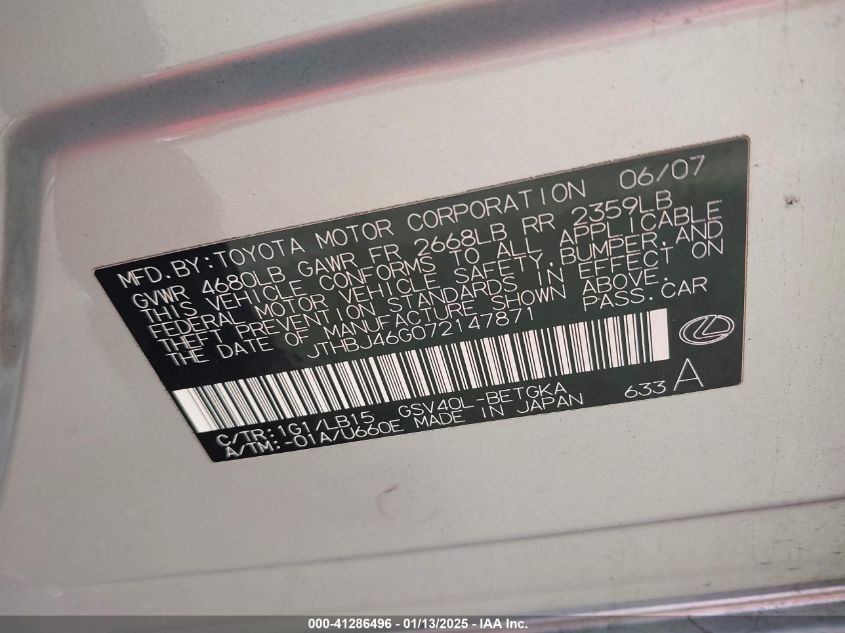 MFD.BY:TOYOTA MOTOR CORPORATION 06/07
GVWR 4680LB GAWR FR 2668LB RR 2359LB
THIS VEHICLE CONFORMS TO ALL APPLICABLE
FEDERAL MOTOR VEHICLE SAFETY,BUMPER,AND
THEFT PREVENTION STANDARDS IN EFFECT ON
THE DATE OF MANUFACTURE SHOWN ABOVE.
JTHBJ46G072147871 PASS.CAR
C/TR:1G1/LB15 GSV40L-BETGKA 633 A
A/TM:-01A/U660E MADE IN JAPAN
000-41286496 - 01/13/2025 - IAA Inc.